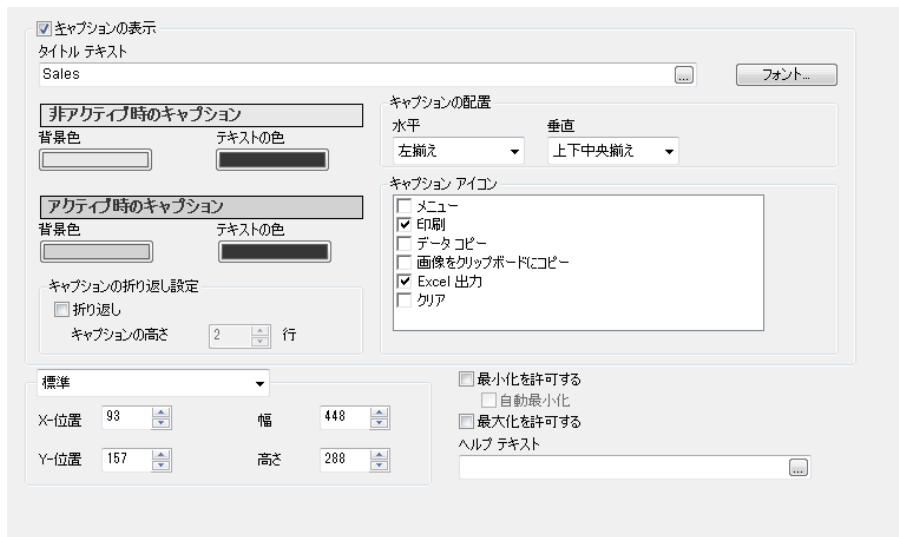 キャプションの表示
タイトル テキスト
Sales
...
フォント...
非アクティブ時のキャプション
背景色
テキストの色
キャプションの配置
水平
垂直
左揃え
上下中央揃え
アクティブ時のキャプション
背景色
テキストの色
キャプション アイコン
メニュー
印刷
データ コピー
画像をクリップボードにコピー
Excel 出力
クリア
キャプションの折り返し設定
折り返し
キャプションの高さ 2 行
標準
X-位置 93 幅 448
Y-位置 157 高さ 288
最小化を許可する
自動最小化
最大化を許可する
ヘルプ テキスト
...